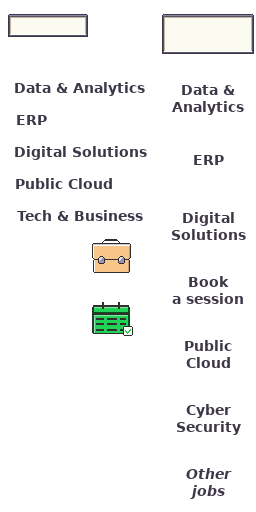 Data & Analytics
ERP
Digital Solutions
Public Cloud
Tech & Business
Data &
Analytics
ERP
Digital
Solutions
Book
a session
Public
Cloud
Cyber
Security
Other
jobs